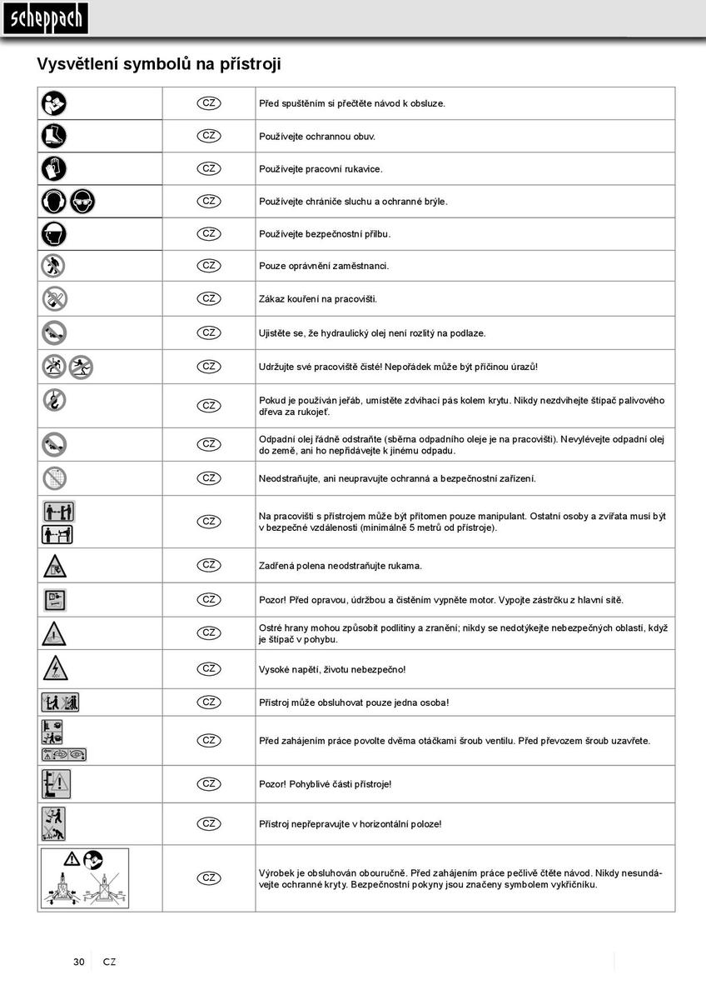 scheppach
Vysvětlení symbolů na přístroji
CZ Před spuštěním si přečtěte návod k obsluze.
CZ Používejte ochrannou obuv.
CZ Používejte pracovní rukavice.
CZ Používejte chrániče sluchu a ochranné brýle.
CZ Používejte bezpečnostní přilbu.
CZ Pouze oprávnění zaměstnanci.
CZ Zákaz kouření na pracovišti.
CZ Ujistěte se, že hydraulický olej není rozlitý na podlaze.
CZ Udržujte své pracoviště čisté! Nepořádek může být příčinou úrazů!
CZ Pokud je používán jeřáb, umístěte zdvihací pás kolem krytu. Nikdy nezdvihejte štípač palivového
dřeva za rukojeť.
CZ Odpadní olej řádně odstraňte (sběrna odpadního oleje je na pracovišti). Nevylévejte odpadní olej
do země, ani ho nepřidávejte k jinému odpadu.
CZ Neodstraňujte, ani neupravujte ochranná a bezpečnostní zařízení.
CZ Na pracovišti s přístrojem může být přítomen pouze manipulant. Ostatní osoby a zvířata musí být
v bezpečné vzdálenosti (minimálně 5 metrů od přístroje).
CZ Zadřená polena neodstraňujte rukama.
CZ Pozor! Před opravou, údržbou a čistěním vypněte motor. Vypojte zástrčku z hlavní sítě.
CZ Ostré hrany mohou způsobit podlitiny a zranění; nikdy se nedotýkejte nebezpečných oblastí, když
je štípač v pohybu.
CZ Vysoké napětí, životu nebezpečno!
CZ Přístroj může obsluhovat pouze jedna osoba!
CZ Před zahájením práce povolte dvěma otáčkami šroub ventilu. Před převozem šroub uzavřete.
CZ Pozor! Pohyblivé části přístroje!
CZ Přístroj nepřepravujte v horizontální poloze!
CZ Výrobek je obsluhován obouručně. Před zahájením práce pečlivě čtěte návod. Nikdy nesundá-
vejte ochranné kryty. Bezpečnostní pokyny jsou značeny symbolem vykřičníku.
30 CZ